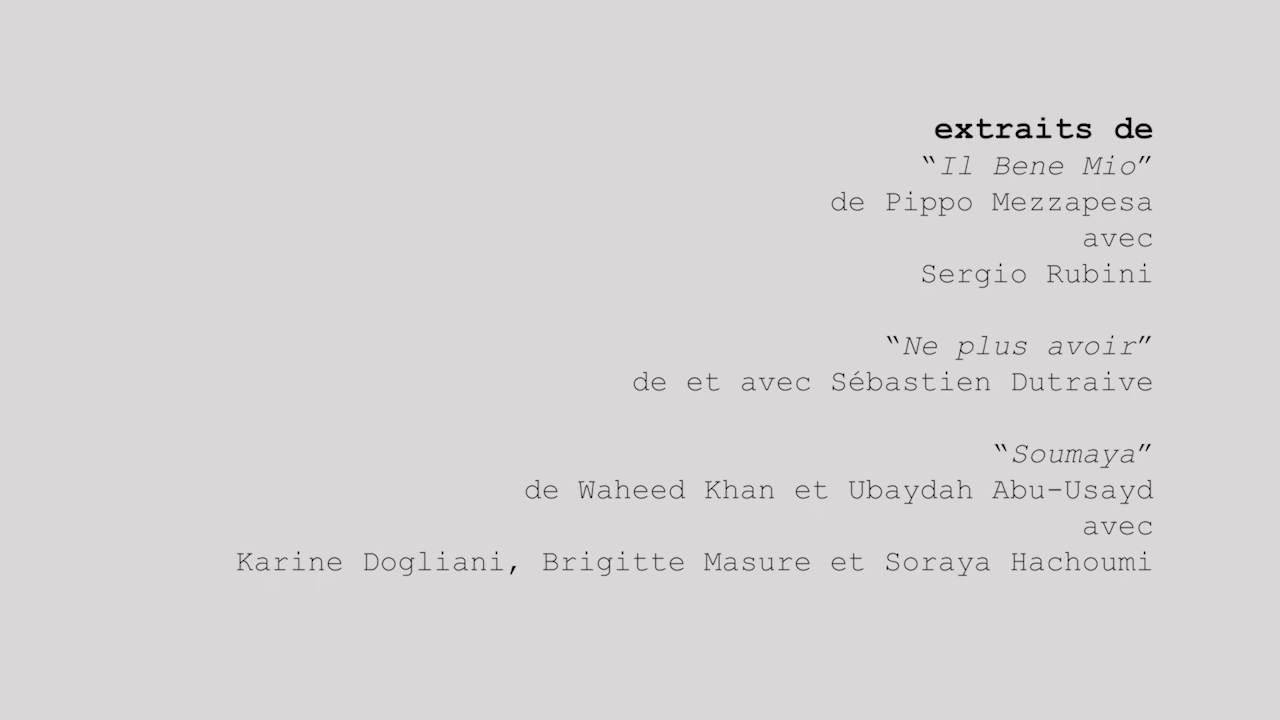 extraits de
“Il Bene Mio”
de Pippo Mezzapesa
avec
Sergio Rubini
“Ne plus avoir”
de et avec Sébastien Dutraive
“Soumaya”
de Waheed Khan et Ubaydah Abu-Usayd
avec
Karine Dogliani, Brigitte Masure et Soraya Hachoumi